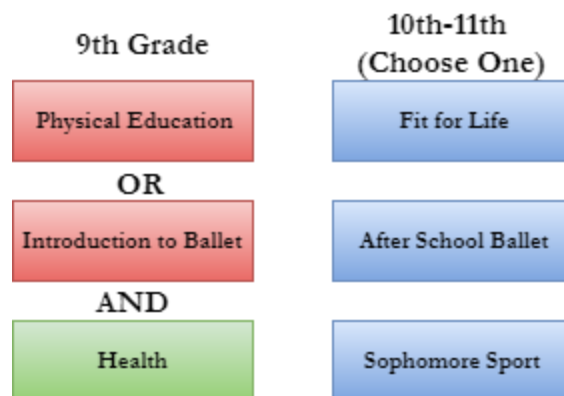 9th Grade
Physical Education
OR
Introduction to Ballet
AND
Health
10th-11th
(Choose One)
Fit for Life
After School Ballet
Sophomore Sport